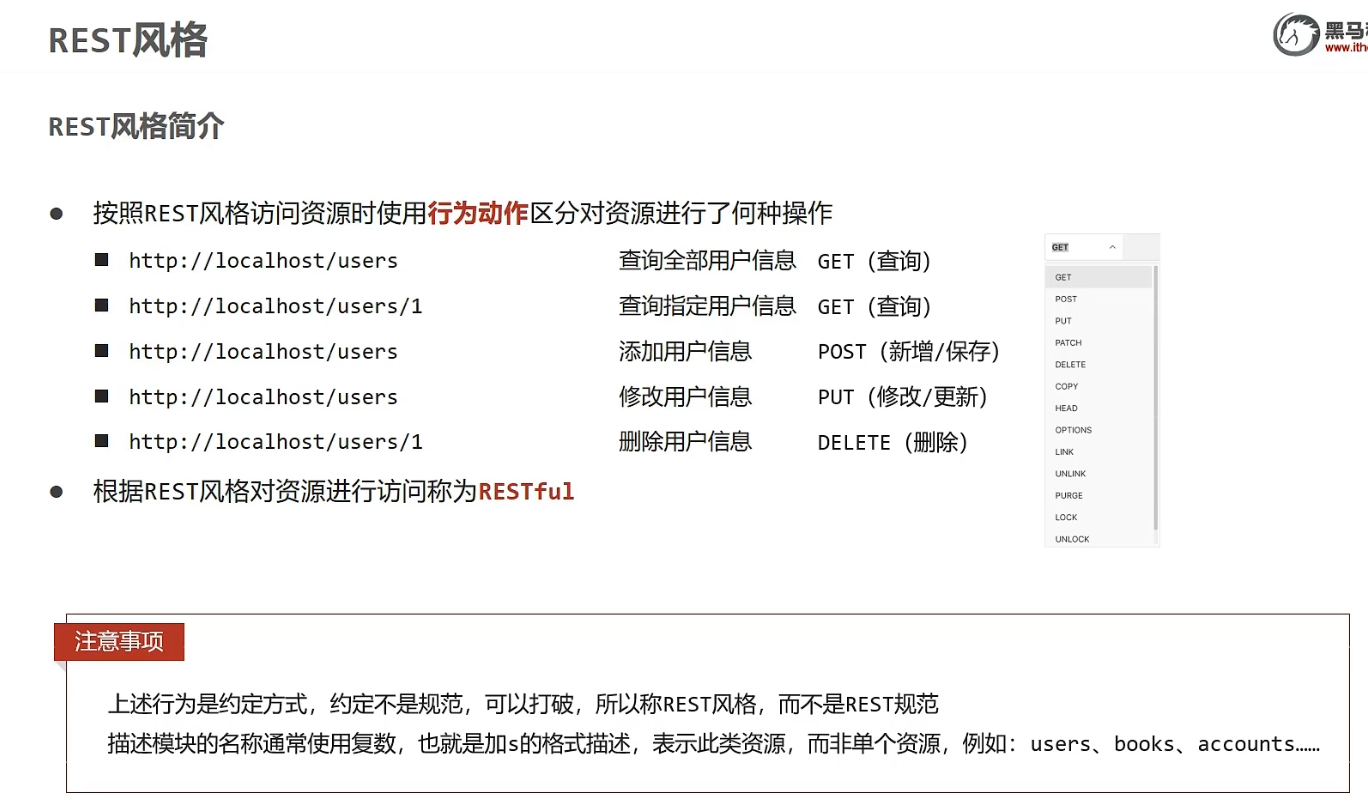 REST风格
黑马
www.ith
REST风格简介
按照REST风格访问资源时使用行为动作区分对资源进行了何种操作
http://localhost/users 查询全部用户信息 GET（查询）
http://localhost/users/1 查询指定用户信息 GET（查询）
http://localhost/users 添加用户信息 POST（新增/保存）
http://localhost/users 修改用户信息 PUT（修改/更新）
http://localhost/users/1 删除用户信息 DELETE（删除）
根据REST风格对资源进行访问称为RESTful
GET
GET
POST
PUT
PATCH
DELETE
COPY
HEAD
OPTIONS
LINK
UNLINK
PURGE
LOCK
UNLOCK
注意事项
上述行为是约定方式，约定不是规范，可以打破，所以称REST风格，而不是REST规范
描述模块的名称通常使用复数，也就是加s的格式描述，表示此类资源，而非单个资源，例如：users、books、accounts……